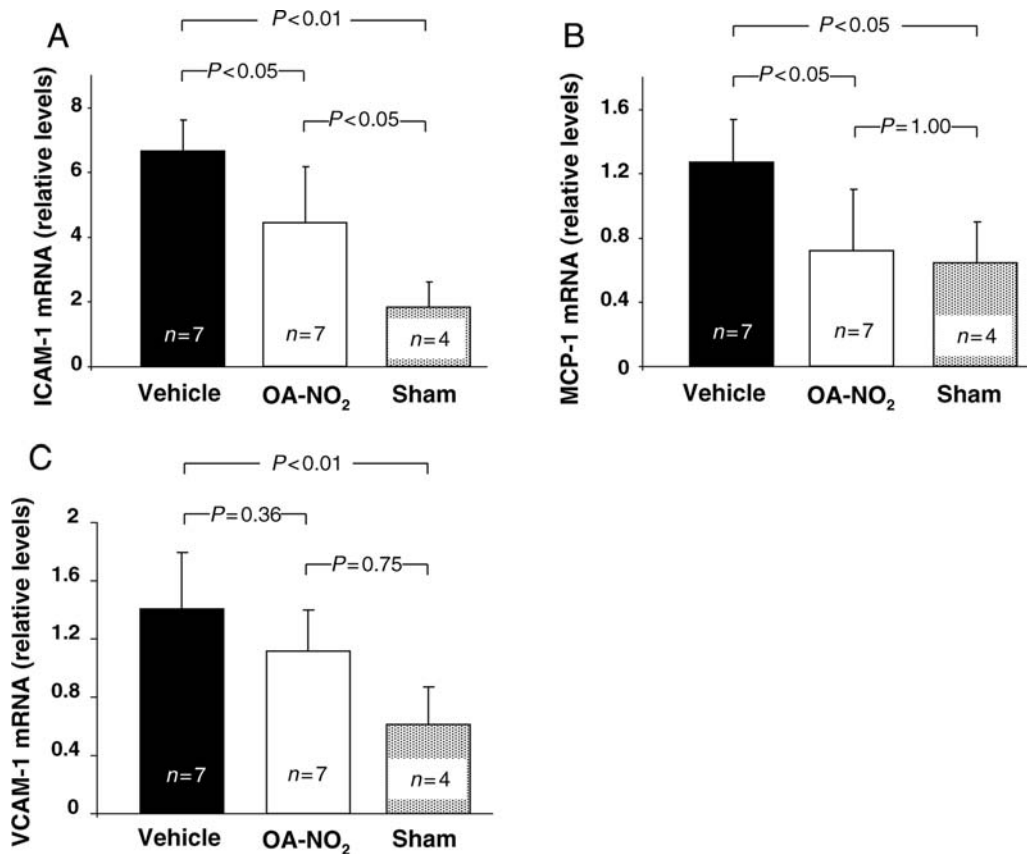 A
P<0.01
P<0.05
P<0.05
ICAM-1 mRNA (relative levels)
8
6
4
2
0
n=7
n=7
n=4
Vehicle
OA-NO₂
Sham
B
P<0.05
P<0.05
P=1.00
MCP-1 mRNA (relative levels)
1.6
1.2
0.8
0.4
0
n=7
n=7
n=4
Vehicle
OA-NO₂
Sham
C
P<0.01
P=0.36
P=0.75
VCAM-1 mRNA (relative levels)
2
1.6
1.2
0.8
0.4
0
n=7
n=7
n=4
Vehicle
OA-NO₂
Sham